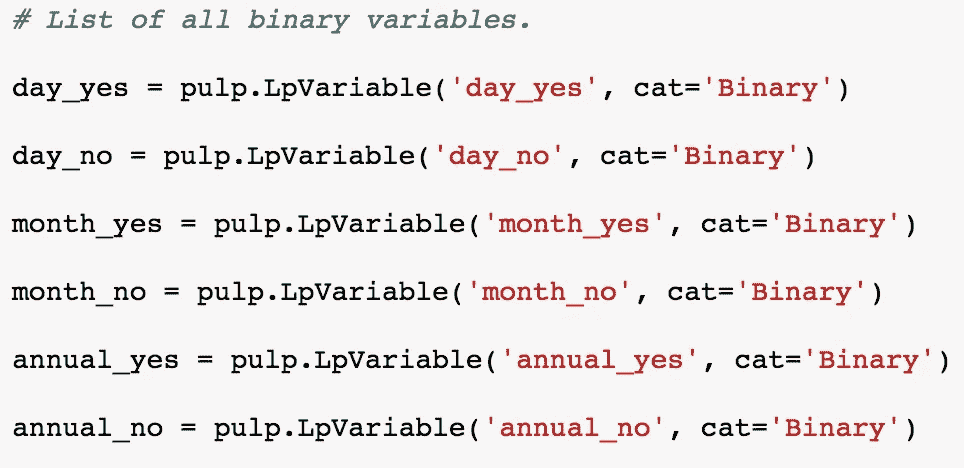 # List of all binary variables.
day_yes = pulp.LpVariable('day_yes', cat='Binary')
day_no = pulp.LpVariable('day_no', cat='Binary')
month_yes = pulp.LpVariable('month_yes', cat='Binary')
month_no = pulp.LpVariable('month_no', cat='Binary')
annual_yes = pulp.LpVariable('annual_yes', cat='Binary')
annual_no = pulp.LpVariable('annual_no', cat='Binary')